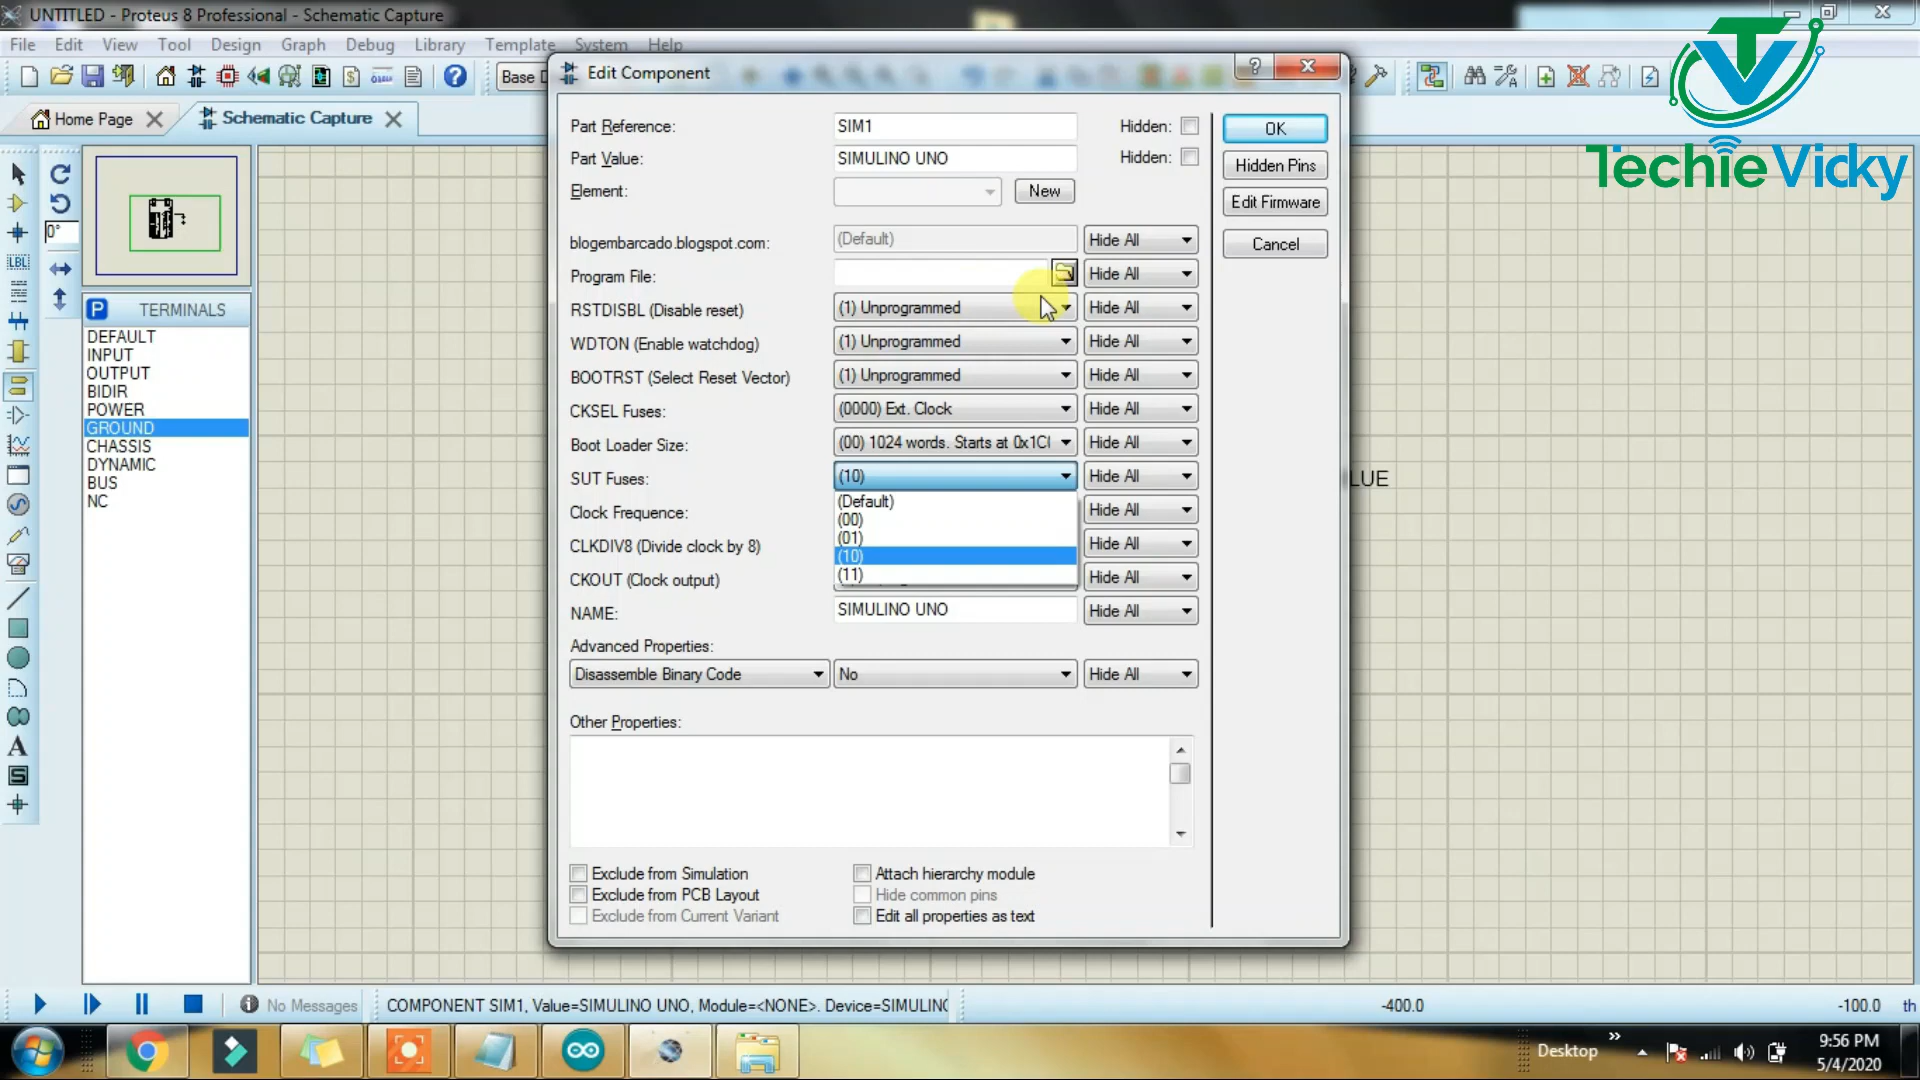 UNTITLED - Proteus 8 Professional - Schematic Capture
File Edit View Tool Design Graph Debug Library Template System Help
Base
Home Page
Schematic Capture
TechieVicky
0°
LBL
P TERMINALS
DEFAULT
INPUT
OUTPUT
BIDIR
POWER
GROUND
CHASSIS
DYNAMIC
BUS
NC
Edit Component
Part Reference: SIM1 Hidden:
Part Value: SIMULINO UNO Hidden:
Element: New
blogembarcado.blogspot.com: (Default) Hide All
Program File: Hide All
RSTDISBL (Disable reset) (1) Unprogrammed Hide All
WDTON (Enable watchdog) (1) Unprogrammed Hide All
BOOTRST (Select Reset Vector) (1) Unprogrammed Hide All
CKSEL Fuses: (0000) Ext. Clock Hide All
Boot Loader Size: (00) 1024 words. Starts at 0x1C Hide All
SUT Fuses: (10) Hide All
(Default)
(00)
(01)
(10)
(11)
Clock Frequency: Hide All
CLKDIV8 (Divide clock by 8) Hide All
CKOUT (Clock output) Hide All
NAME: SIMULINO UNO Hide All
Advanced Properties:
Disassemble Binary Code No Hide All
Other Properties:
Exclude from Simulation
Exclude from PCB Layout
Exclude from Current Variant
Attach hierarchy module
Hide common pins
Edit all properties as text
OK
Hidden Pins
Edit Firmware
Cancel
LUE
No Messages
COMPONENT SIM1, Value=SIMULINO UNO, Module=<NONE>. Device=SIMULINO
-400.0
-100.0
th
Desktop
9:56 PM
5/4/2020